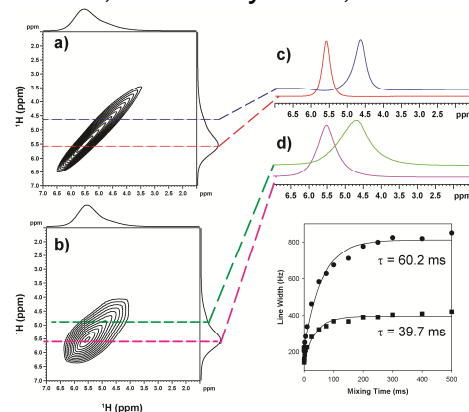 ppm
a)
2.0
2.5
3.0
3.5
4.0
4.5
5.0
5.5
6.0
6.5
7.0
¹H (ppm)
7.0 6.5 6.0 5.5 5.0 4.5 4.0 3.5 3.0 2.5 2.0 ppm
c)
6.5 6.0 5.5 5.0 4.5 4.0 3.5 3.0 2.5 2.0 ppm
d)
6.5 6.0 5.5 5.0 4.5 4.0 3.5 3.0 2.5 2.0 ppm
ppm
b)
2.0
2.5
3.0
3.5
4.0
4.5
5.0
5.5
6.0
6.5
7.0
¹H (ppm)
7.0 6.5 6.0 5.5 5.0 4.5 4.0 3.5 3.0 2.5 2.0 ppm
¹H (ppm)
Line Width (Hz)
800
600
400
200
τ = 60.2 ms
τ = 39.7 ms
0 100 200 300 400 500
Mixing Time (ms)